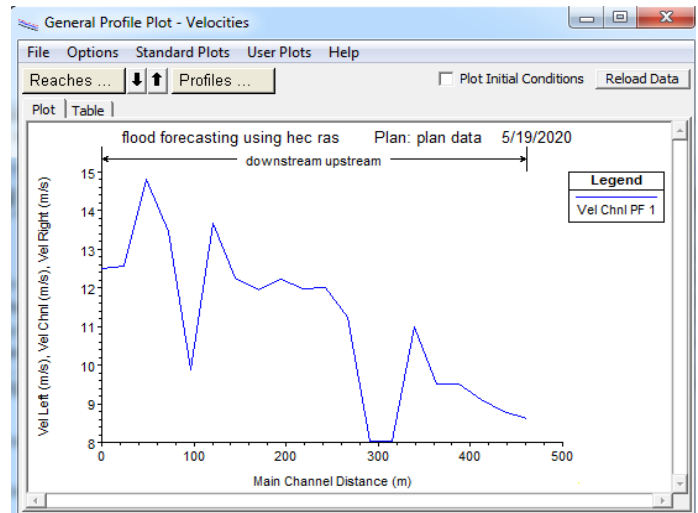 General Profile Plot - Velocities
File Options Standard Plots User Plots Help
Reaches ... Profiles ... Plot Initial Conditions Reload Data
Plot Table
flood forecasting using hec ras Plan: plan data 5/19/2020
downstream upstream
Legend
Vel Chnl PF 1
Vel Left (m/s), Vel Chnl (m/s), Vel Right (m/s)
15
14
13
12
11
10
9
8
0 100 200 300 400 500
Main Channel Distance (m)